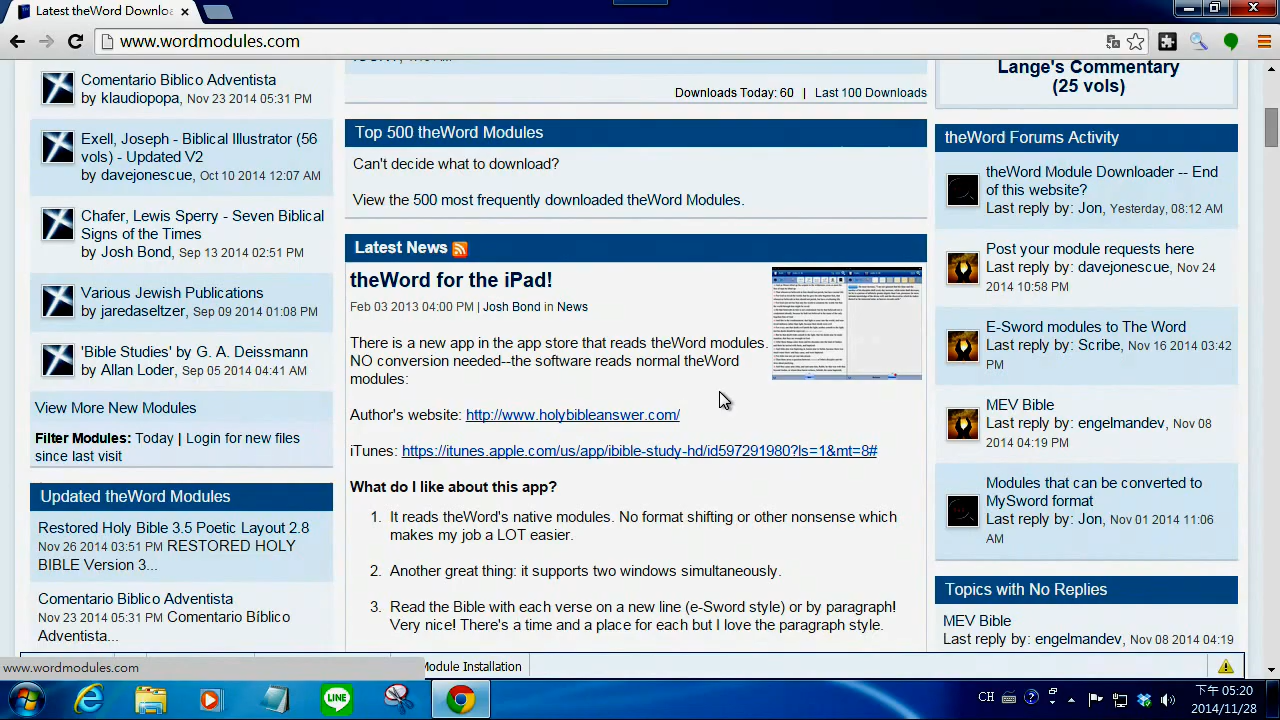 Latest theWord Downlo
www.wordmodules.com
Comentario Biblico Adventista
by klaudiopopa, Nov 23 2014 05:31 PM
Exell, Joseph - Biblical Illustrator (56
vols) - Updated V2
by davejonescue, Oct 10 2014 12:07 AM
Chafer, Lewis Sperry - Seven Biblical
Signs of the Times
by Josh Bond, Sep 13 2014 02:51 PM
Various Jewish Publications
by jaredaseltzer, Sep 09 2014 01:08 PM
'Bible Studies' by G. A. Deissmann
by Allan Loder, Sep 05 2014 04:41 AM
View More New Modules
Filter Modules: Today | Login for new files
since last visit
Updated theWord Modules
Restored Holy Bible 3.5 Poetic Layout 2.8
Nov 26 2014 03:51 PM RESTORED HOLY
BIBLE Version 3...
Comentario Biblico Adventista
Nov 23 2014 05:31 PM Comentario Biblico
Adventista...
Downloads Today: 60 | Last 100 Downloads
Top 500 theWord Modules
Can't decide what to download?
View the 500 most frequently downloaded theWord Modules.
Latest News
theWord for the iPad!
Feb 03 2013 04:00 PM | Josh Bond in News
There is a new app in the app store that reads theWord modules.
NO conversion needed--the software reads normal theWord
modules:
Author's website: http://www.holybibleanswer.com/
iTunes: https://itunes.apple.com/us/app/ibible-study-hd/id597291980?ls=1&mt=8#
What do I like about this app?
1. It reads theWord's native modules. No format shifting or other nonsense which
makes my job a LOT easier.
2. Another great thing: it supports two windows simultaneously.
3. Read the Bible with each verse on a new line (e-Sword style) or by paragraph!
Very nice! There's a time and a place for each but I love the paragraph style.
Lange's Commentary
(25 vols)
theWord Forums Activity
theWord Module Downloader -- End
of this website?
Last reply by: Jon, Yesterday, 08:12 AM
Post your module requests here
Last reply by: davejonescue, Nov 24
2014 10:58 PM
E-Sword modules to The Word
Last reply by: Scribe, Nov 16 2014 03:42
PM
MEV Bible
Last reply by: engelmandev, Nov 08
2014 04:19 PM
Modules that can be converted to
MySword format
Last reply by: Jon, Nov 01 2014 11:06
AM
Topics with No Replies
MEV Bible
Last reply by: engelmandev, Nov 08 2014 04:19
www.wordmodules.com
Module Installation
LINE
CH
下午 05:20
2014/11/28